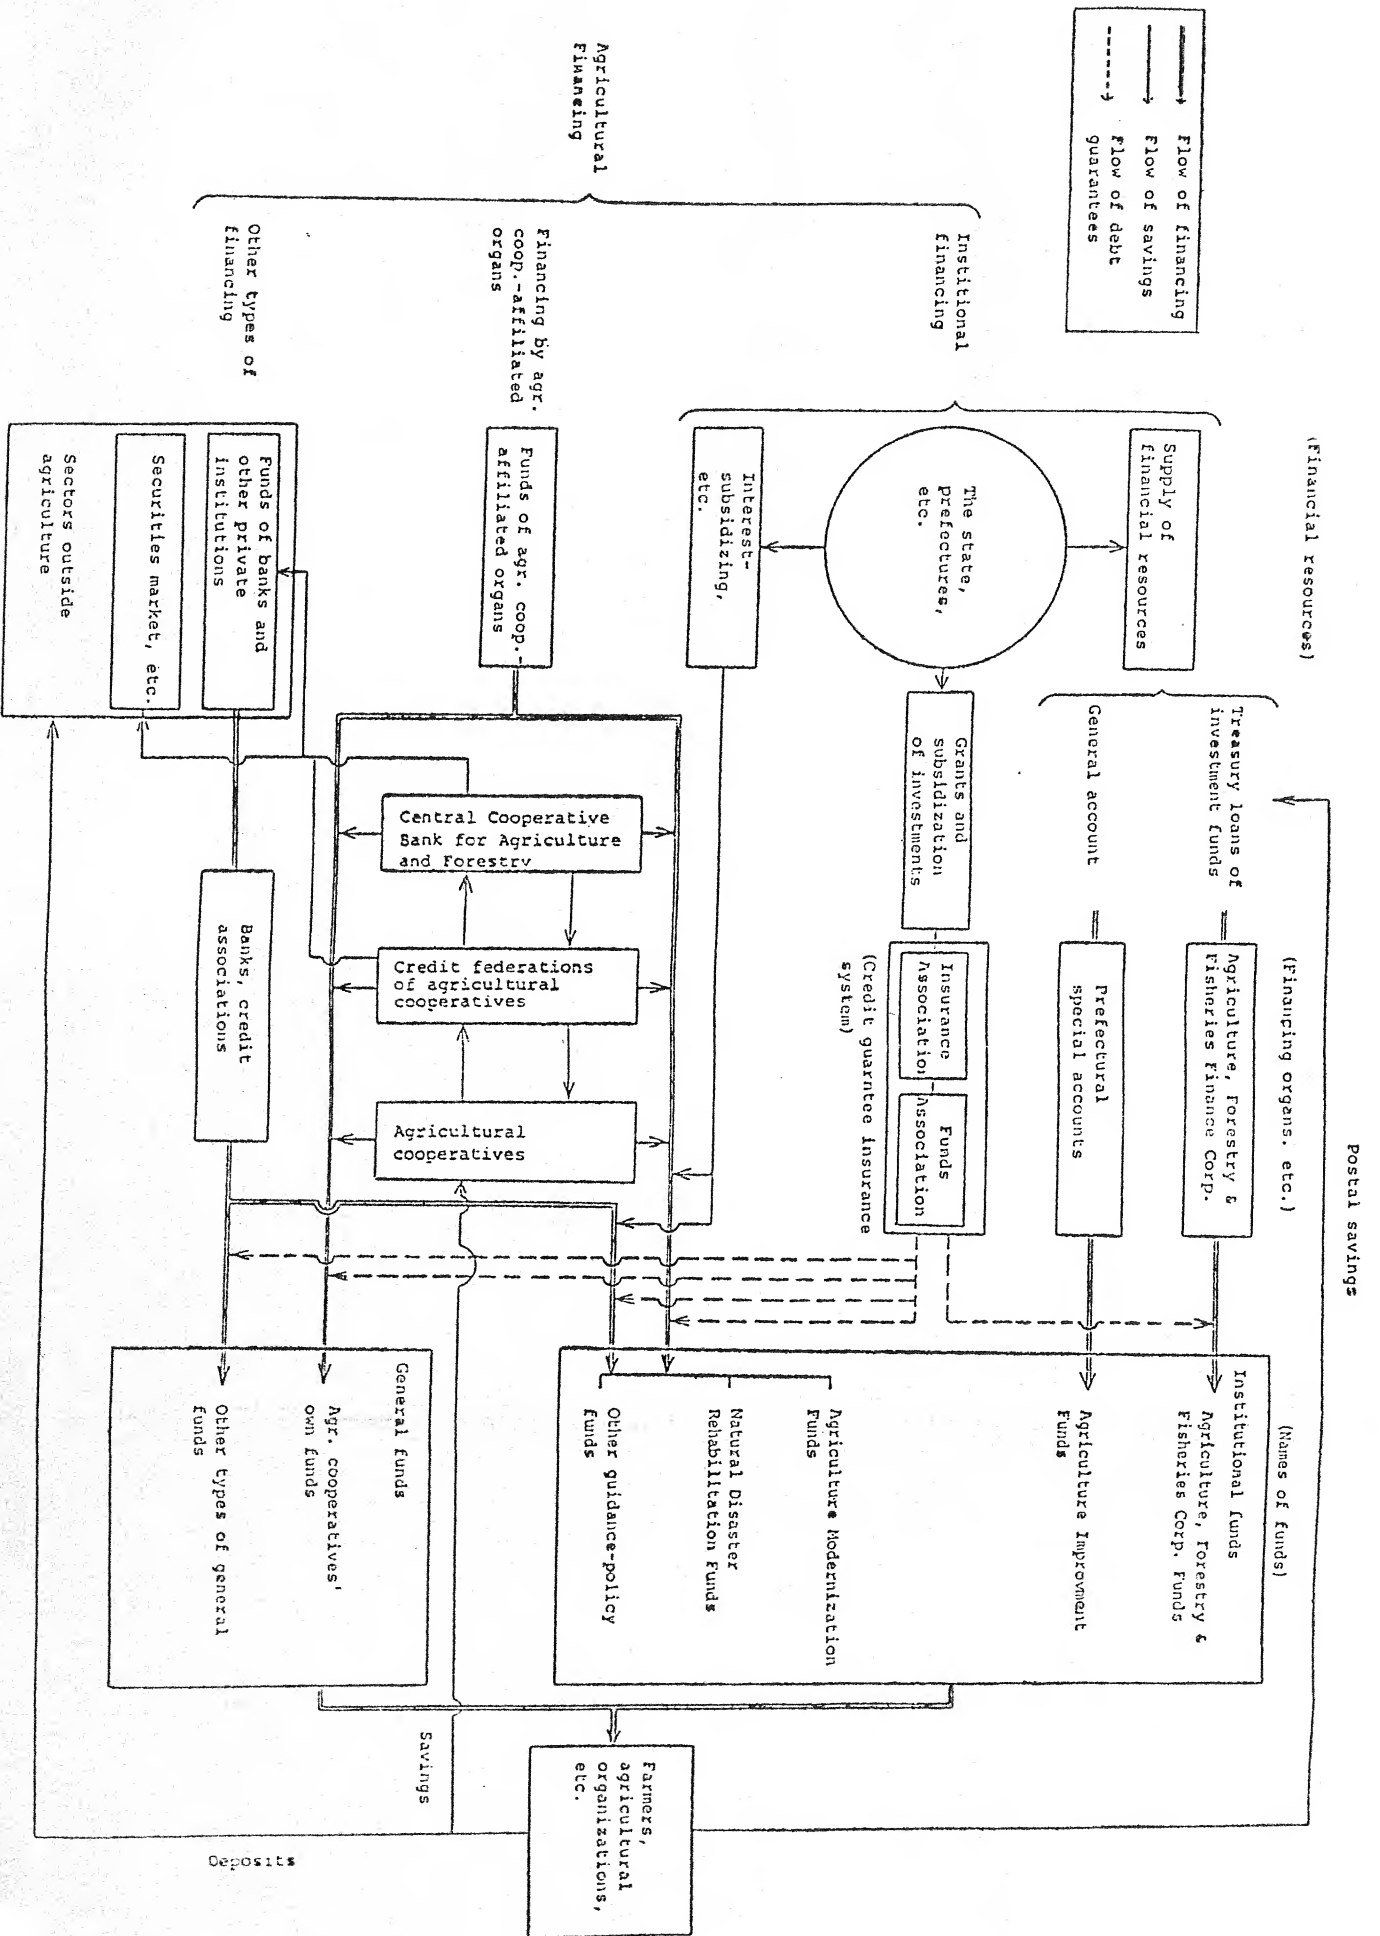 Postal savings
(Financial resources)
(Financing organs. etc.)
(Names of funds)
Flow of financing
Flow of savings
Flow of debt
guarantees
Agricultural
Financing
Institional
financing
Financing by agr.
coop.-affiliated
organs
Other types of
financing
Supply of
financial resources
The state,
prefectures,
etc.
Interest-
subsidizing,
etc.
Funds of agr. coop.-
affiliated organs
Funds of banks and
other private
institutions
Securities market, etc.
Sectors outside
agriculture
Treasury loans of
investment funds
General account
Grants and
subsidization
of investments
Agriculture, Forestry &
Fisheries Finance Corp.
Prefectural
special accounts
Insurance
Association
Funds
Association
(Credit guarntee insurance
system)
Central Cooperative
Bank for Agriculture
and Forestry
Credit federations
of agricultural
cooperatives
Agricultural
cooperatives
Banks, credit
associations
Institutional funds
Agriculture, Forestry &
Fisheries Corp. Funds
Agriculture Improvment
Funds
Agriculture Modernization
Funds
Natural Disaster
Rehabilitation Funds
Other guidance-policy
funds
General funds
Agr. cooperatives'
own funds
Other types of general
funds
Savings
Farmers,
agricultural
organizations,
etc.
Deposits